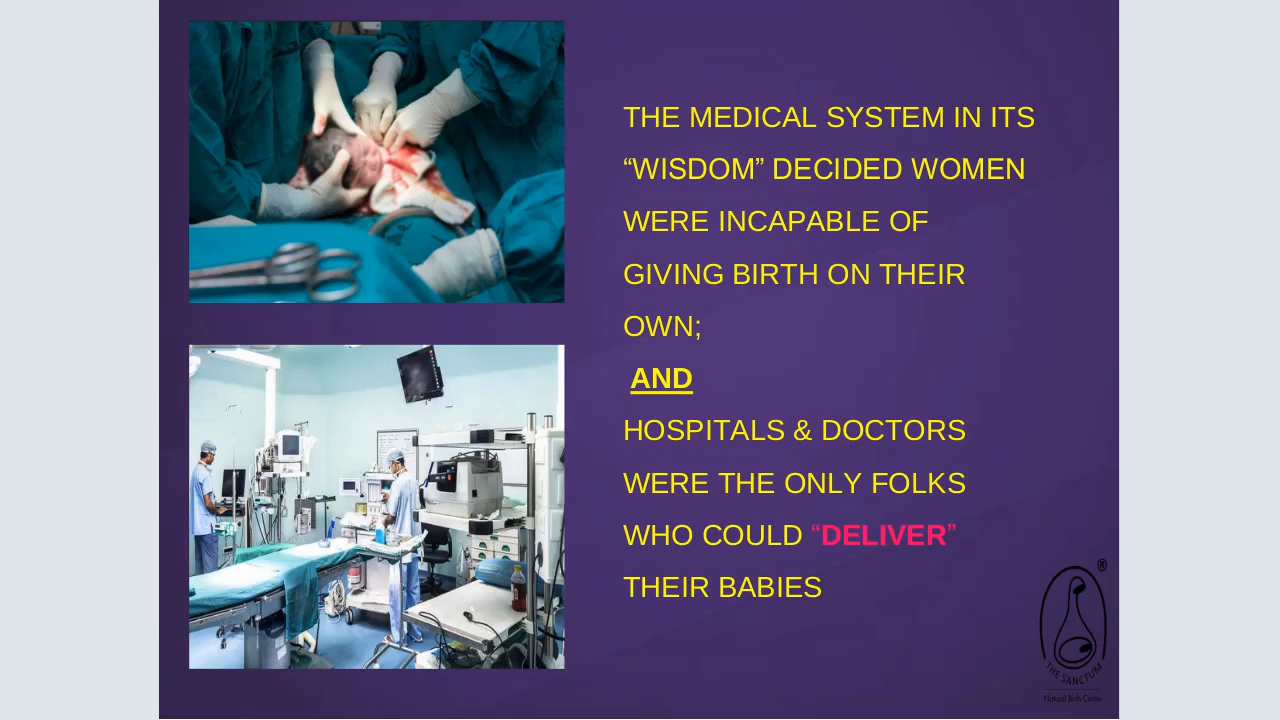 THE MEDICAL SYSTEM IN ITS
“WISDOM” DECIDED WOMEN
WERE INCAPABLE OF
GIVING BIRTH ON THEIR
OWN;
AND
HOSPITALS & DOCTORS
WERE THE ONLY FOLKS
WHO COULD “DELIVER”
THEIR BABIES
®
THE SANCTUM
Natural Birth Center